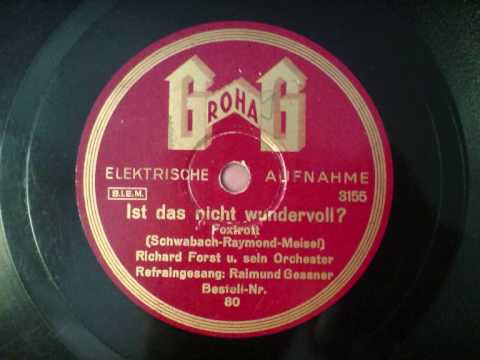 GROHAG
ELEKTRISCHE AUFNAHME
B.I.E.M. 3155
Ist das nicht wundervoll?
Foxtrott
(Schwabach-Raymond-Meisel)
Richard Forst u. sein Orchester
Refraingesang: Raimund Gessner
Bestell-Nr.
80